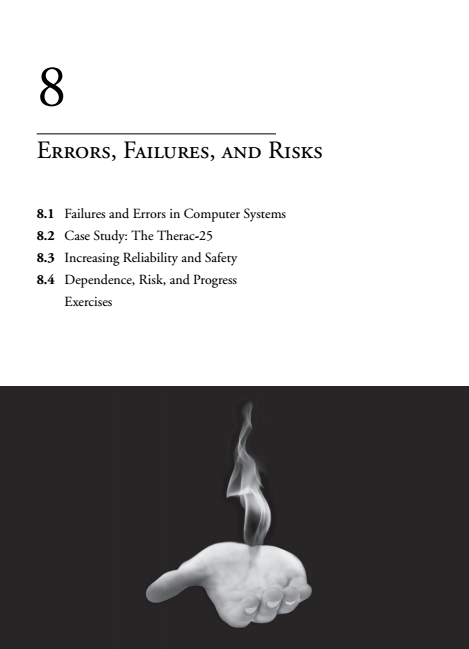 8
Errors, Failures, and Risks
8.1 Failures and Errors in Computer Systems
8.2 Case Study: The Therac-25
8.3 Increasing Reliability and Safety
8.4 Dependence, Risk, and Progress
Exercises